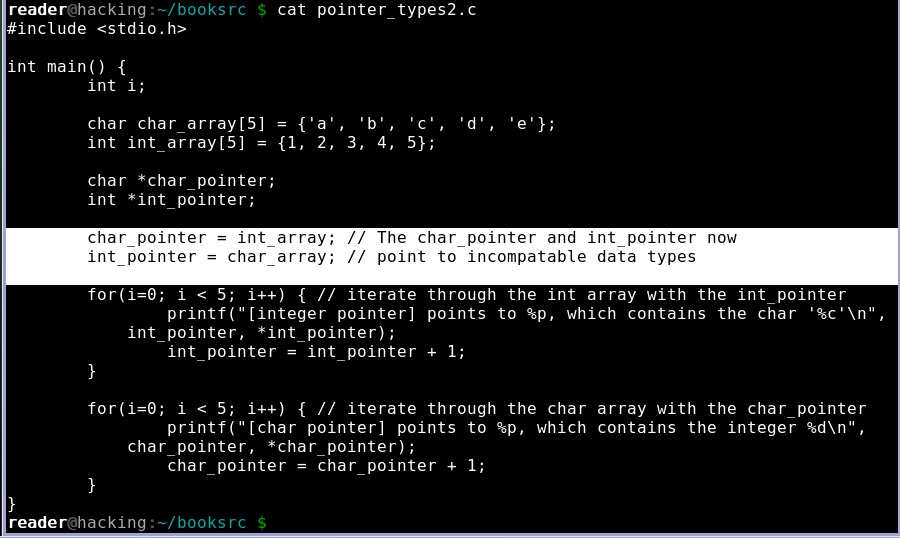 reader@hacking:~/booksrc $ cat pointer_types2.c
#include <stdio.h>

int main() {
        int i;

        char char_array[5] = {'a', 'b', 'c', 'd', 'e'};
        int int_array[5] = {1, 2, 3, 4, 5};

        char *char_pointer;
        int *int_pointer;

        char_pointer = int_array; // The char_pointer and int_pointer now
        int_pointer = char_array; // point to incompatable data types

        for(i=0; i < 5; i++) { // iterate through the int array with the int_pointer
                printf("[integer pointer] points to %p, which contains the char '%c'\n",
            int_pointer, *int_pointer);
                int_pointer = int_pointer + 1;
        }

        for(i=0; i < 5; i++) { // iterate through the char array with the char_pointer
                printf("[char pointer] points to %p, which contains the integer %d\n",
            char_pointer, *char_pointer);
                char_pointer = char_pointer + 1;
        }
}
reader@hacking:~/booksrc $